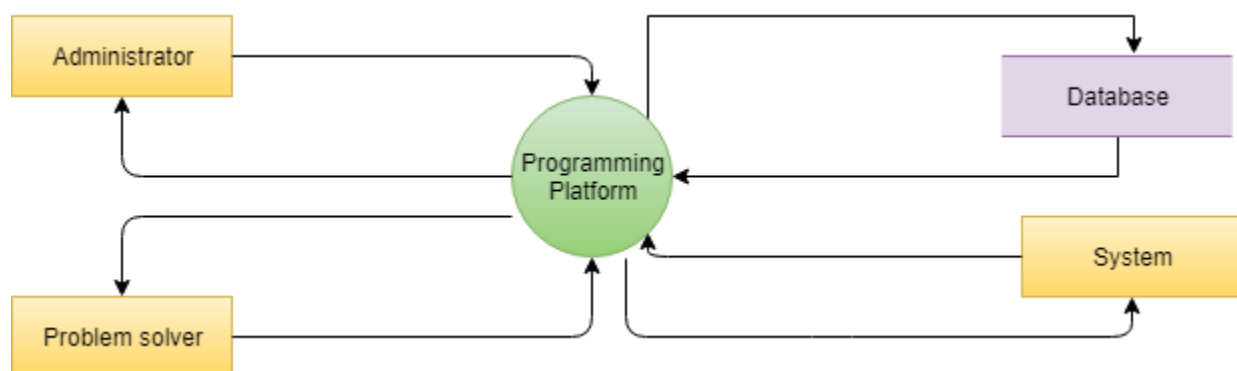 Administrator
Database
Programming
Platform
System
Problem solver